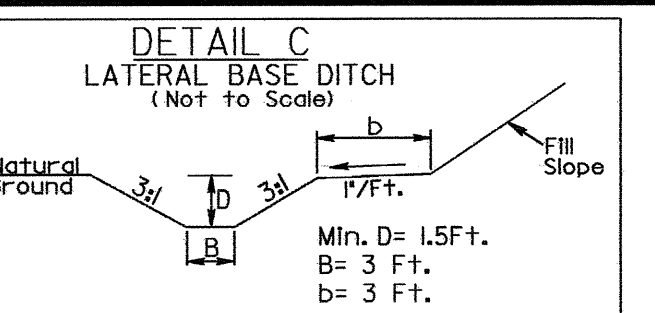 DETAIL C
LATERAL BASE DITCH
(Not to Scale)
b
Natural
Ground
3:1
D
3:1
1"/Ft.
Fill
Slope
B
Min. D= 1.5Ft.
B= 3 Ft.
b= 3 Ft.